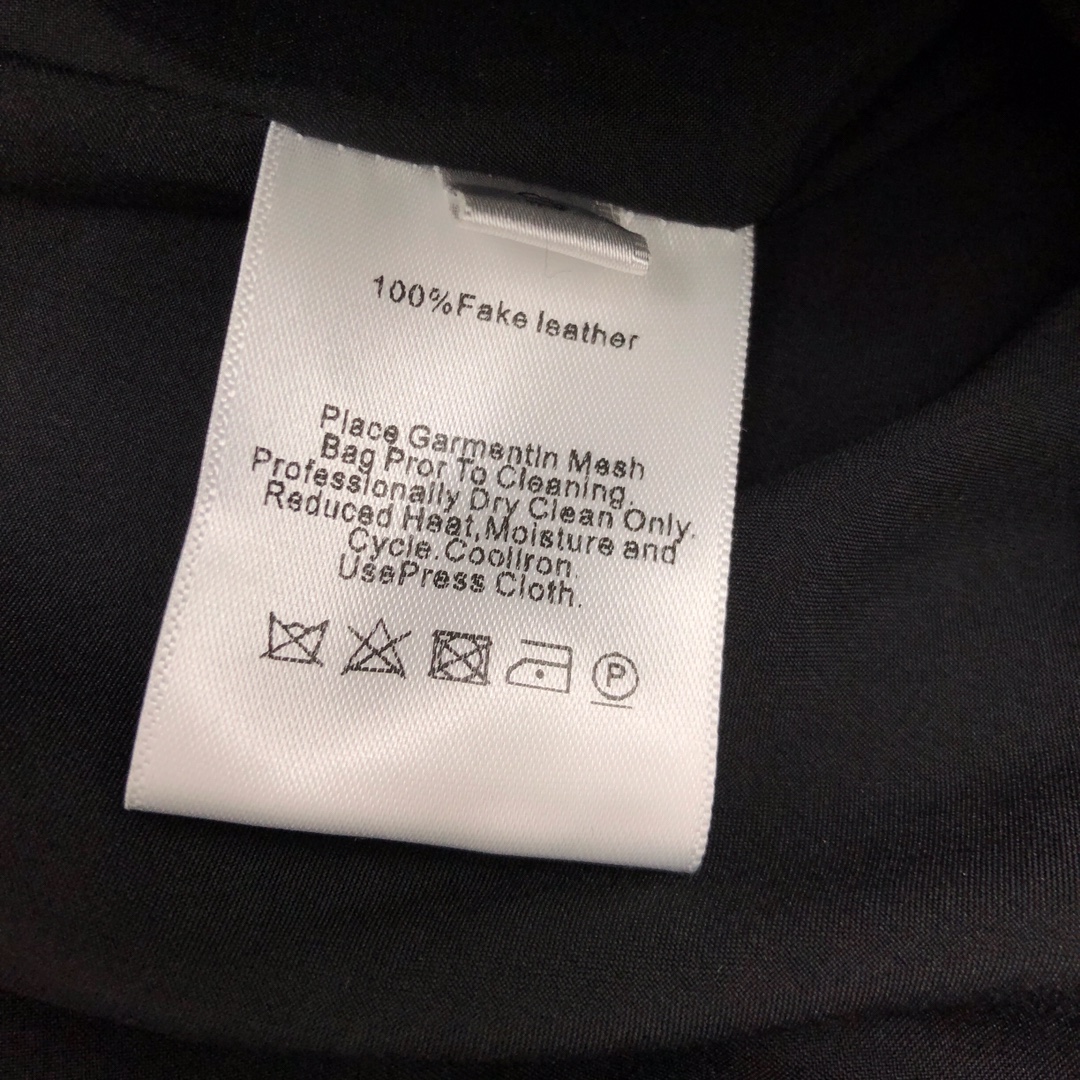 100%Fake leather
Place GarmentIn Mesh
Bag Pror To Cleaning.
Professionally Dry Clean Only.
Reduced Heat,Moisture and
Cycle.CoolIron.
UsePress Cloth.
P